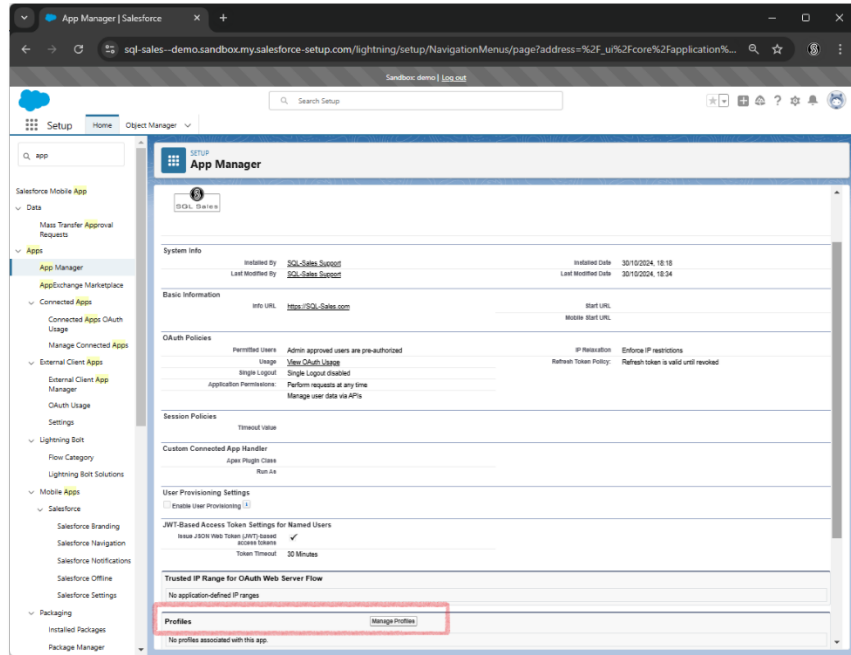 App Manager | Salesforce
sql-sales--demo.sandbox.my.salesforce-setup.com/lightning/setup/NavigationMenus/page?address=%2F_ui%2Fcore%2Fapplication%...
Sandbox: demo | Log out
Search Setup
Setup Home Object Manager
app
SETUP
App Manager
Salesforce Mobile App
Data
Mass Transfer Approval
Requests
Apps
App Manager
AppExchange Marketplace
Connected Apps
Connected Apps OAuth
Usage
Manage Connected Apps
External Client Apps
External Client App
Manager
OAuth Usage
Settings
Lightning Bolt
Flow Category
Lightning Bolt Solutions
Mobile Apps
Salesforce
Salesforce Branding
Salesforce Navigation
Salesforce Notifications
Salesforce Offline
Salesforce Settings
Packaging
Installed Packages
Package Manager
SQL Sales
System Info
Installed By SQL-Sales Support Installed Date 30/10/2024, 18:18
Last Modified By SQL-Sales Support Last Modified Date 30/10/2024, 18:34
Basic Information
Info URL https://SQL-Sales.com Start URL
Mobile Start URL
OAuth Policies
Permitted Users Admin approved users are pre-authorized IP Relaxation Enforce IP restrictions
Usage View OAuth Usage Refresh Token Policy: Refresh token is valid until revoked
Single Logout Single Logout disabled
Application Permissions: Perform requests at any time
Manage user data via APIs
Session Policies
Timeout Value
Custom Connected App Handler
Apex Plugin Class
Run As
User Provisioning Settings
Enable User Provisioning i
JWT-Based Access Token Settings for Named Users
Issue JSON Web Token (JWT)-based
access tokens
Token Timeout 30 Minutes
Trusted IP Range for OAuth Web Server Flow
No application-defined IP ranges
Profiles Manage Profiles
No profiles associated with this app.